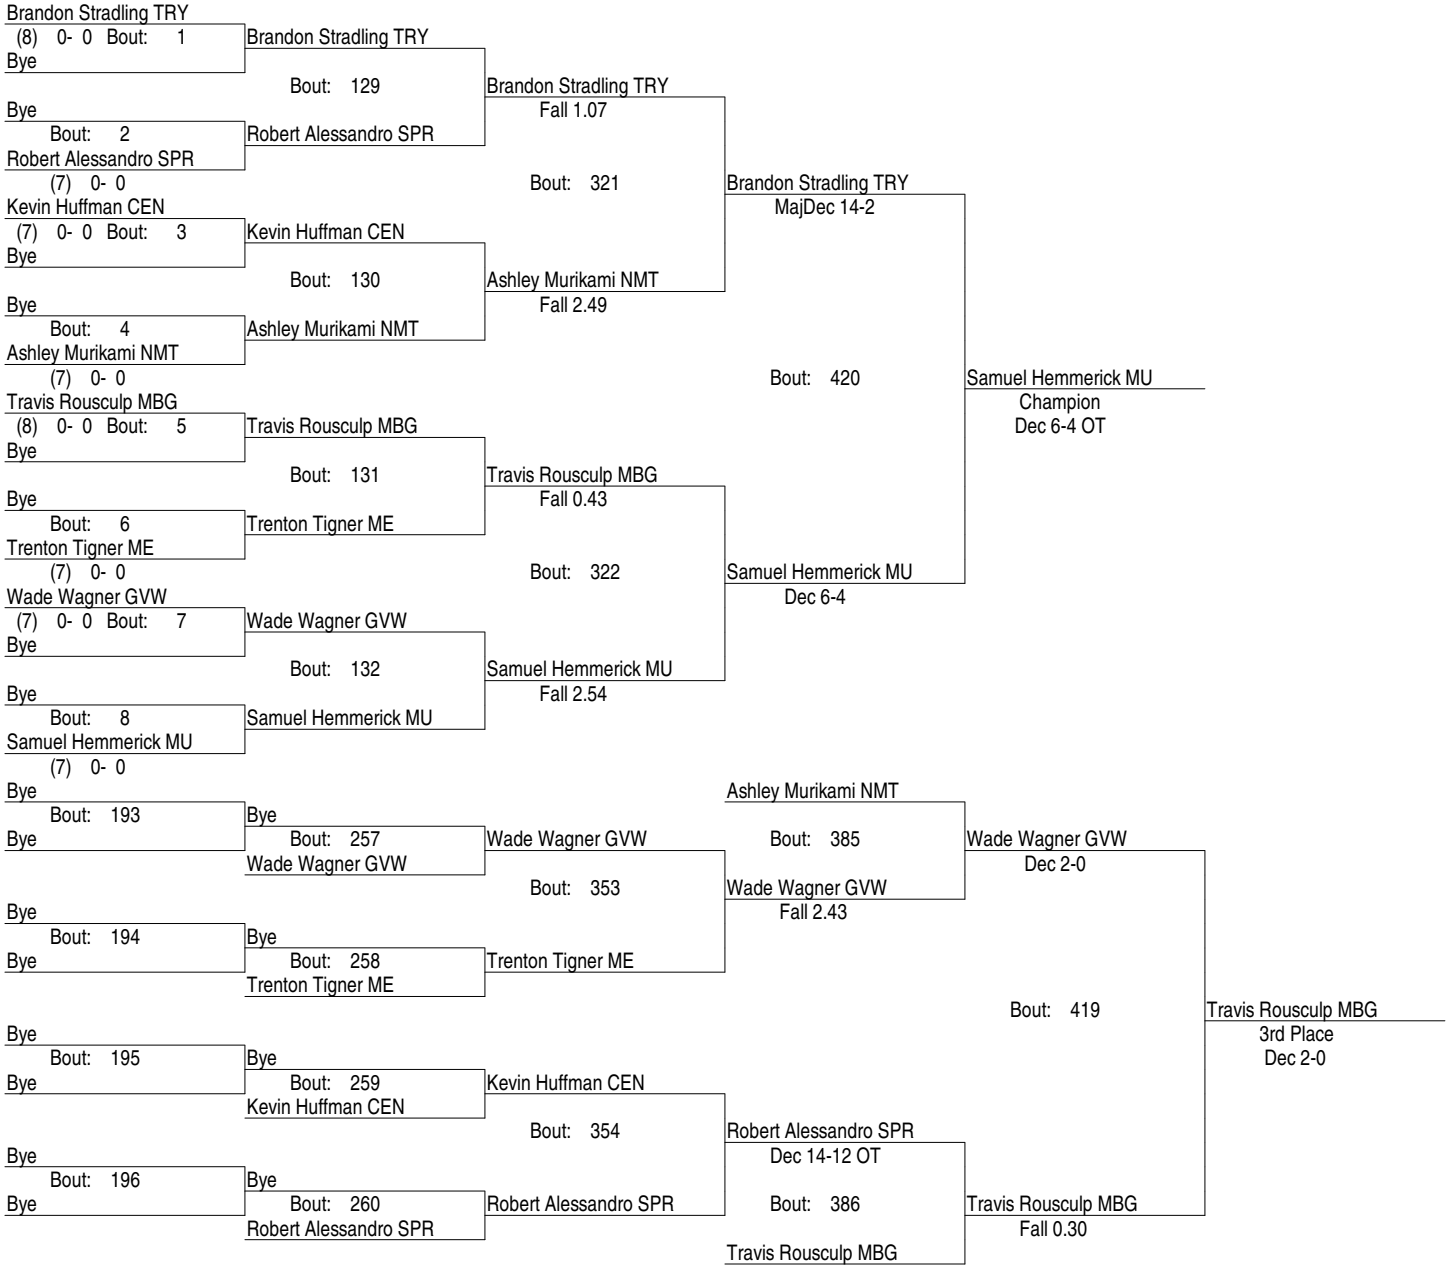 Brandon Stradling TRY
(8) 0- 0 Bout: 1 Brandon Stradling TRY
Bye
Bout: 129 Brandon Stradling TRY
Bye Fall 1.07
Bout: 2 Robert Alessandro SPR
Robert Alessandro SPR
(7) 0- 0 Bout: 321 Brandon Stradling TRY
Kevin Huffman CEN MajDec 14-2
(7) 0- 0 Bout: 3 Kevin Huffman CEN
Bye
Bout: 130 Ashley Murikami NMT
Bye Fall 2.49
Bout: 4 Ashley Murikami NMT
Ashley Murikami NMT
(7) 0- 0 Bout: 420 Samuel Hemmerick MU
Travis Rousculp MBG Champion
(8) 0- 0 Bout: 5 Travis Rousculp MBG Dec 6-4 OT
Bye
Bout: 131 Travis Rousculp MBG
Bye Fall 0.43
Bout: 6 Trenton Tigner ME
Trenton Tigner ME
(7) 0- 0 Bout: 322 Samuel Hemmerick MU
Wade Wagner GVW Dec 6-4
(7) 0- 0 Bout: 7 Wade Wagner GVW
Bye
Bout: 132 Samuel Hemmerick MU
Bye Fall 2.54
Bout: 8 Samuel Hemmerick MU
Samuel Hemmerick MU
(7) 0- 0
Bye Ashley Murikami NMT
Bout: 193 Bye
Bye Bout: 257 Wade Wagner GVW Bout: 385 Wade Wagner GVW
Wade Wagner GVW Dec 2-0
Bout: 353 Wade Wagner GVW
Bye Fall 2.43
Bout: 194 Bye
Bye Bout: 258 Trenton Tigner ME
Trenton Tigner ME
Bout: 419 Travis Rousculp MBG
Bye 3rd Place
Bout: 195 Bye Dec 2-0
Bye Bout: 259 Kevin Huffman CEN
Kevin Huffman CEN
Bout: 354 Robert Alessandro SPR
Bye Dec 14-12 OT
Bout: 196 Bye
Bye Bout: 260 Robert Alessandro SPR Bout: 386 Travis Rousculp MBG
Robert Alessandro SPR Fall 0.30
Travis Rousculp MBG